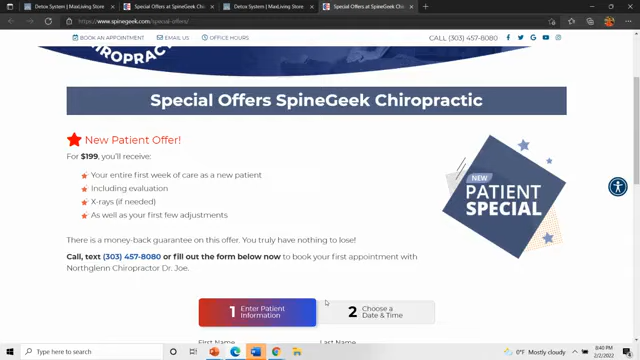 Detox System | MaxLiving Store
Special Offers at SpineGeek Chir
Detox System | MaxLiving Store
Special Offers at SpineGeek Chir
https://www.spinegeek.com/special-offers/
BOOK AN APPOINTMENT
EMAIL US
OFFICE HOURS
CALL (303) 457-8080
CHIROPRACTIC
Special Offers SpineGeek Chiropractic
New Patient Offer!
For $199, you'll receive:
Your entire first week of care as a new patient
Including evaluation
X-rays (if needed)
As well as your first few adjustments
NEW
PATIENT
SPECIAL
There is a money-back guarantee on this offer. You truly have nothing to lose!
Call, text (303) 457-8080 or fill out the form below now to book your first appointment with
Northglenn Chiropractor Dr. Joe.
1 Enter Patient
Information
2 Choose a
Date & Time
First Name
Last Name
Type here to search
0°F Mostly cloudy
8:40 PM
2/2/2022